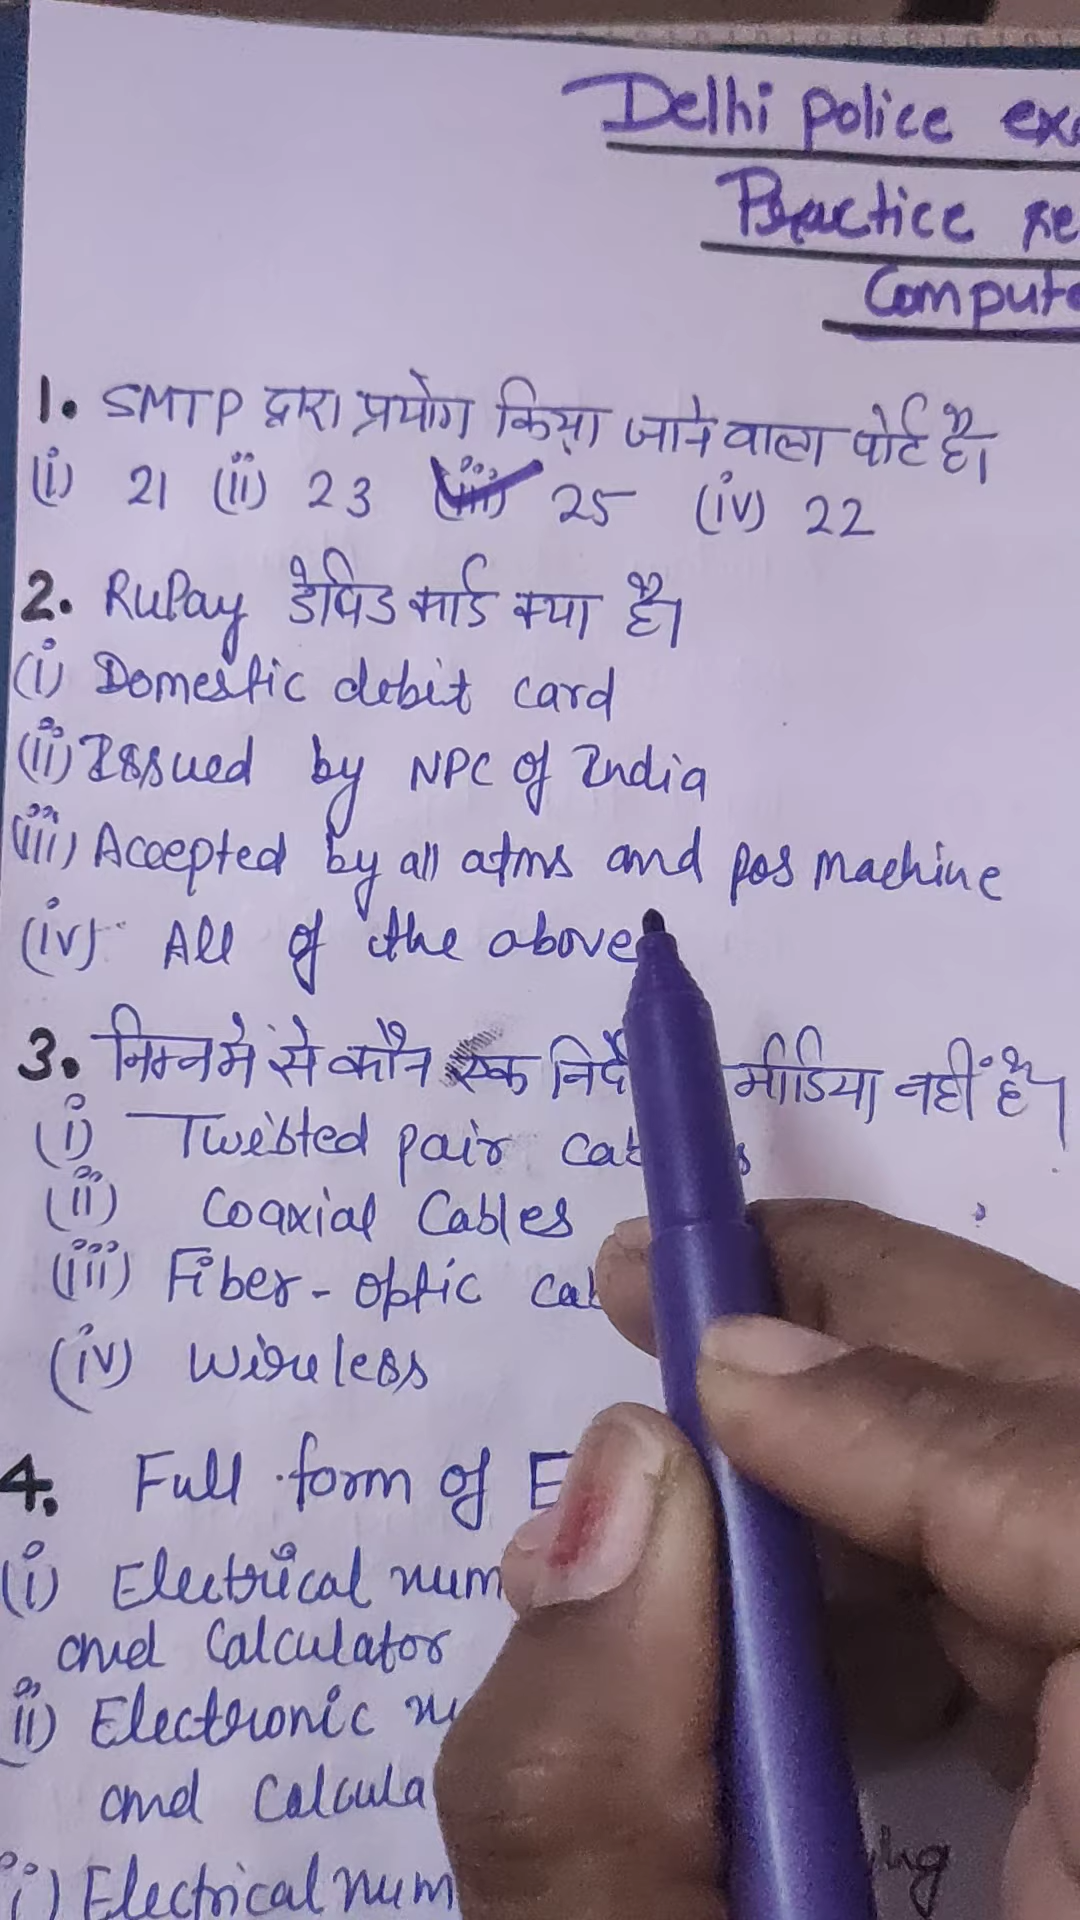 Delhi police
Practice
1. SMTP द्वारा प्रयोग किया जाने वाला पोर्ट है।
(i) 21 (ii) 23 (iii) 25 (iv) 22
2. RuPay डेविड कार्ड क्या है।
(i) Domestic debit card
(ii) Issued by NPC of India
(iii) Accepted by all atms and pos machine
(iv) All of the above
3. निम्न मे से कौन एक मीडिया नहीं है।
(i) Twisted pair
(ii) Coaxial Cables
(iii) Fiber-optic
(iv) Wireless
4. Full form of
(i) Electrical
and Calculator
ii) Electronic
and
Electrical